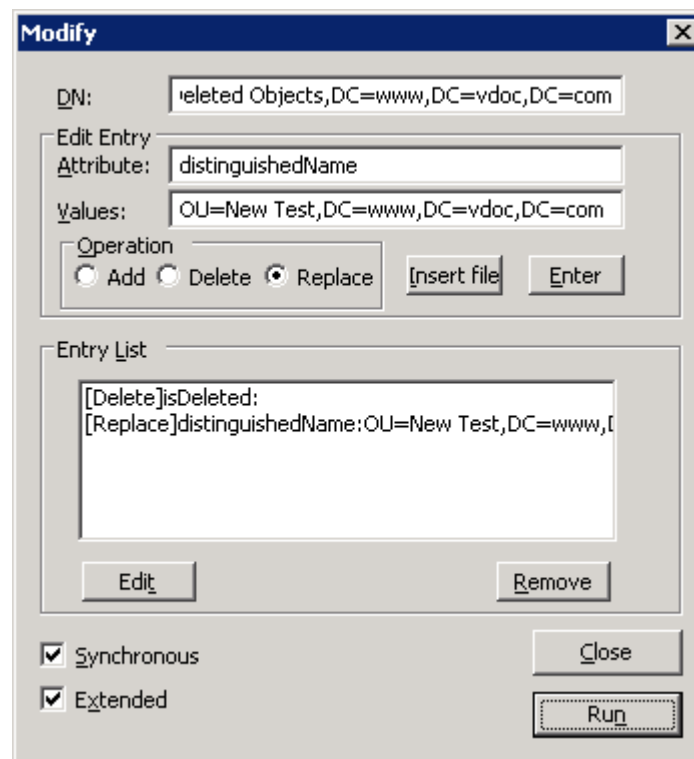 Modify
DN: eleted Objects,DC=www,DC=vdoc,DC=com
Edit Entry
Attribute: distinguishedName
Values: OU=New Test,DC=www,DC=vdoc,DC=com
Operation
Add Delete Replace Insert file Enter
Entry List
[Delete]isDeleted:
[Replace]distinguishedName:OU=New Test,DC=www,D
Edit Remove
Synchronous Close
Extended Run